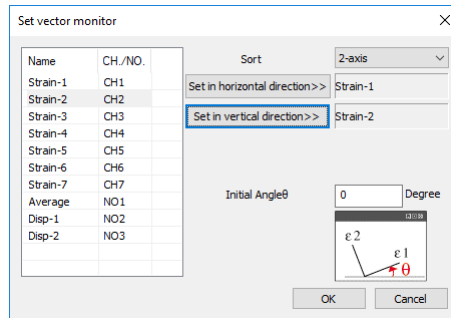 Set vector monitor
Name CH./NO.
Strain-1 CH1
Strain-2 CH2
Strain-3 CH3
Strain-4 CH4
Strain-5 CH5
Strain-6 CH6
Strain-7 CH7
Average NO1
Disp-1 NO2
Disp-2 NO3
Sort 2-axis
Set in horizontal direction>> Strain-1
Set in vertical direction>> Strain-2
Initial Angleθ 0 Degree
ε2
ε1
θ
OK Cancel